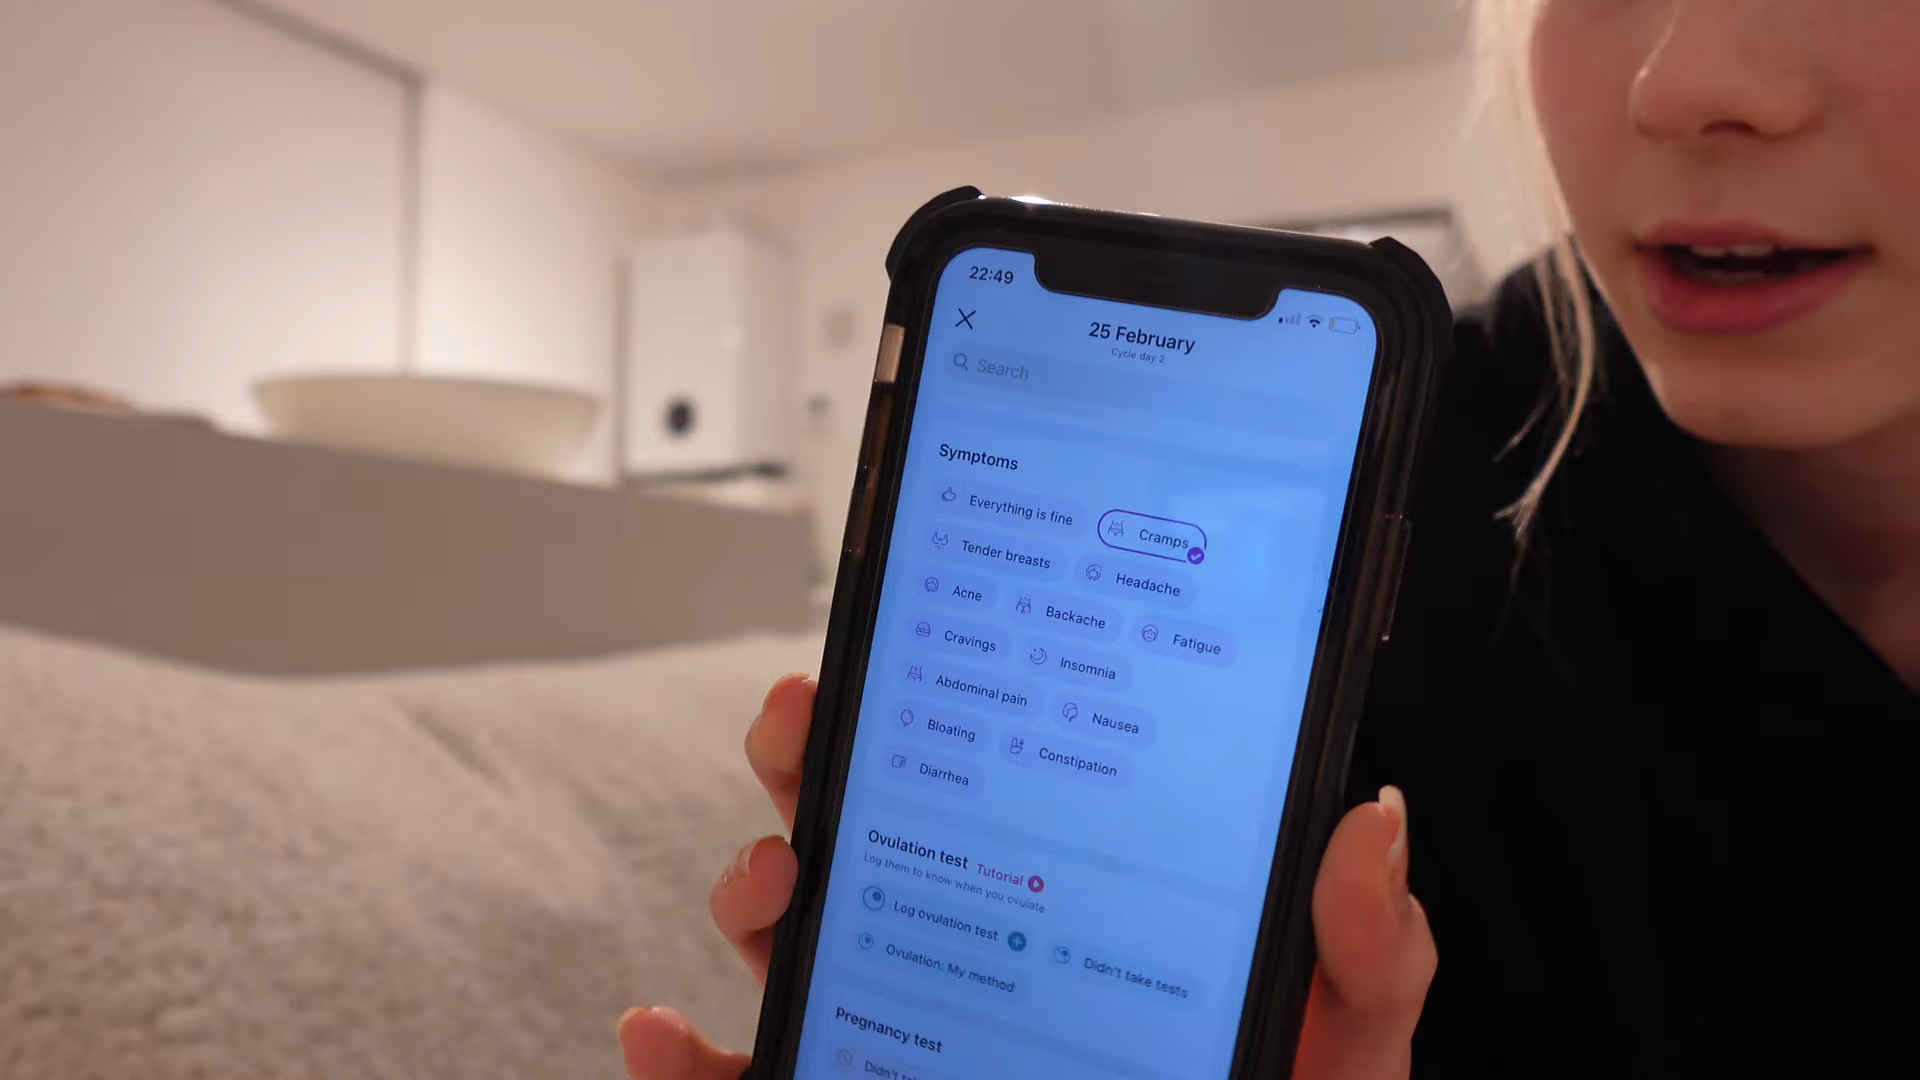 22:49
25 February
Cycle day 2
Search
Symptoms
Everything is fine
Cramps
Tender breasts
Headache
Acne
Backache
Fatigue
Cravings
Insomnia
Abdominal pain
Nausea
Bloating
Constipation
Diarrhea
Ovulation test Tutorial
Log them to know when you ovulate
Log ovulation test
Didn't take tests
Ovulation: My method
Pregnancy test
Didn't